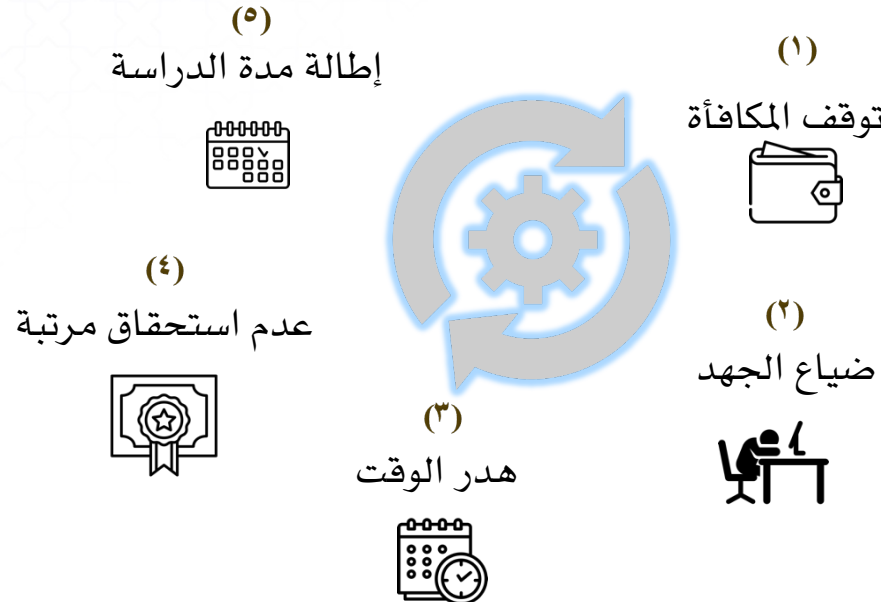 (١)
توقف المكافأة
(٢)
ضياع الجهد
(٣)
هدر الوقت
(٤)
عدم استحقاق مرتبة
(٥)
إطالة مدة الدراسة